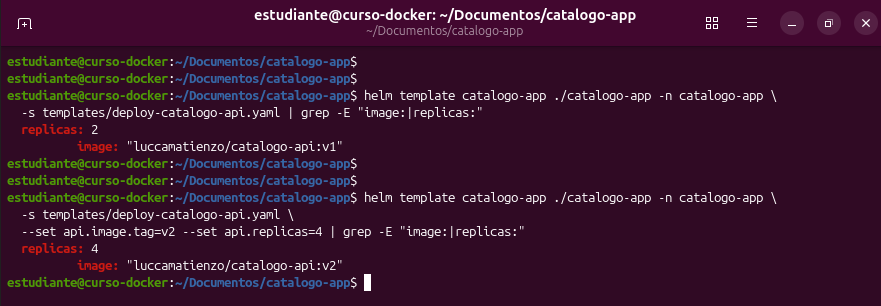 estudiante@curso-docker: ~/Documentos/catalogo-app
~/Documentos/catalogo-app
estudiante@curso-docker:~/Documentos/catalogo-app$
estudiante@curso-docker:~/Documentos/catalogo-app$
estudiante@curso-docker:~/Documentos/catalogo-app$ helm template catalogo-app ./catalogo-app -n catalogo-app \
  -s templates/deploy-catalogo-api.yaml | grep -E "image:|replicas:"
  replicas: 2
          image: "luccamatienzo/catalogo-api:v1"
estudiante@curso-docker:~/Documentos/catalogo-app$
estudiante@curso-docker:~/Documentos/catalogo-app$
estudiante@curso-docker:~/Documentos/catalogo-app$ helm template catalogo-app ./catalogo-app -n catalogo-app \
  -s templates/deploy-catalogo-api.yaml \
  --set api.image.tag=v2 --set api.replicas=4 | grep -E "image:|replicas:"
  replicas: 4
          image: "luccamatienzo/catalogo-api:v2"
estudiante@curso-docker:~/Documentos/catalogo-app$